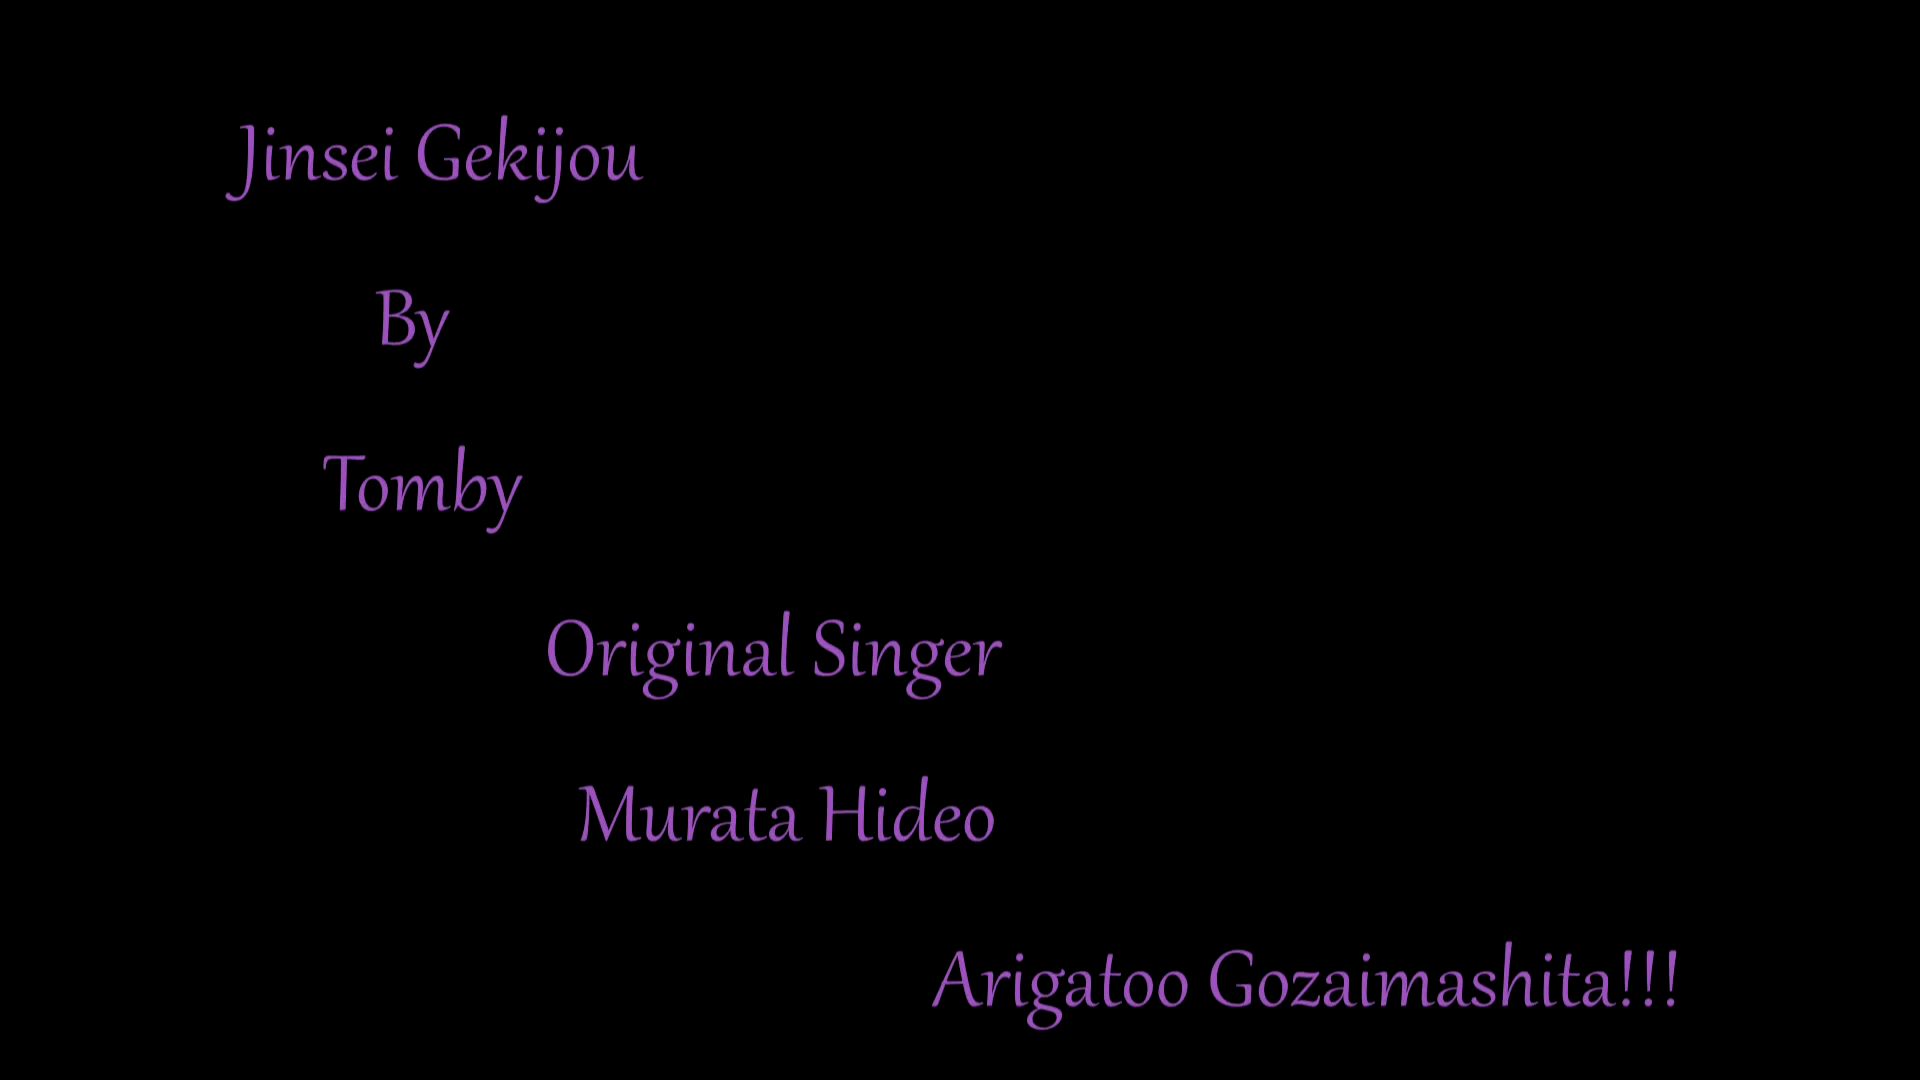 Jinsei Gekijou
By
Tomby
Original Singer
Murata Hideo
Arigatoo Gozaimashita!!!